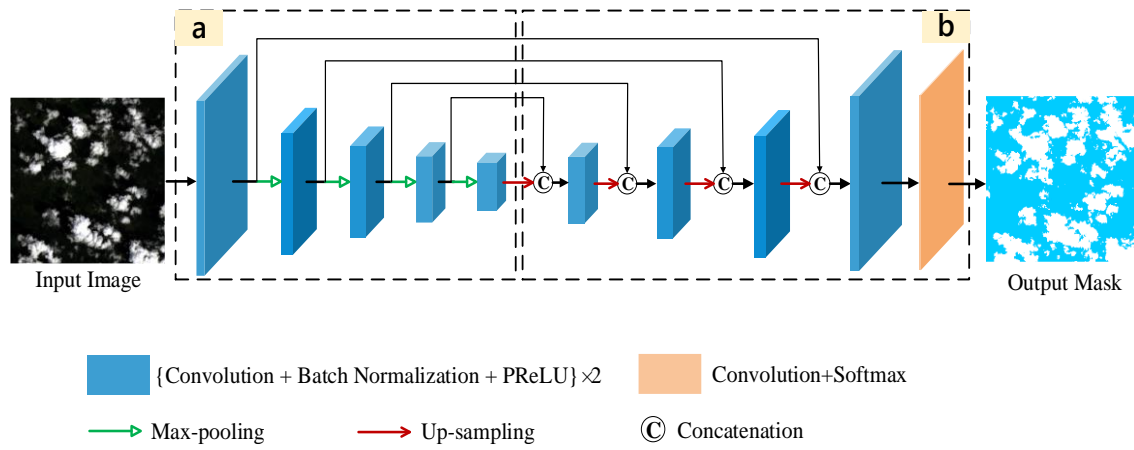 a
b
C
C
C
C
Input Image
Output Mask
{Convolution + Batch Normalization + PReLU}×2
Convolution+Softmax
Max-pooling
Up-sampling
C Concatenation